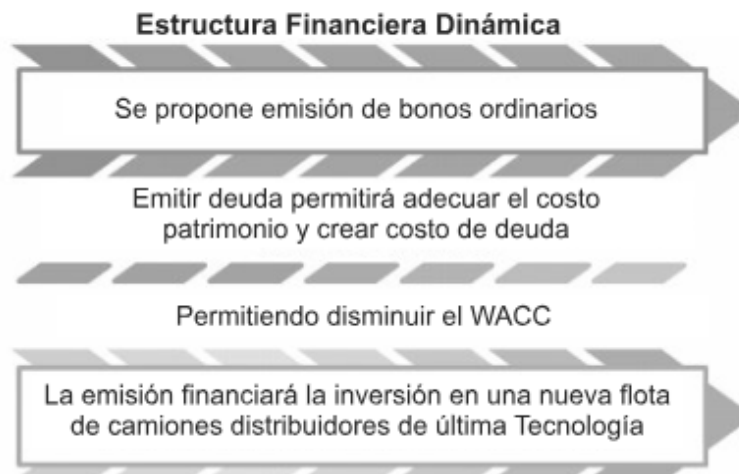 Estructura Financiera Dinámica
Se propone emisión de bonos ordinarios
Emitir deuda permitirá adecuar el costo
patrimonio y crear costo de deuda
Permitiendo disminuir el WACC
La emisión financiará la inversión en una nueva flota
de camiones distribuidores de última Tecnología